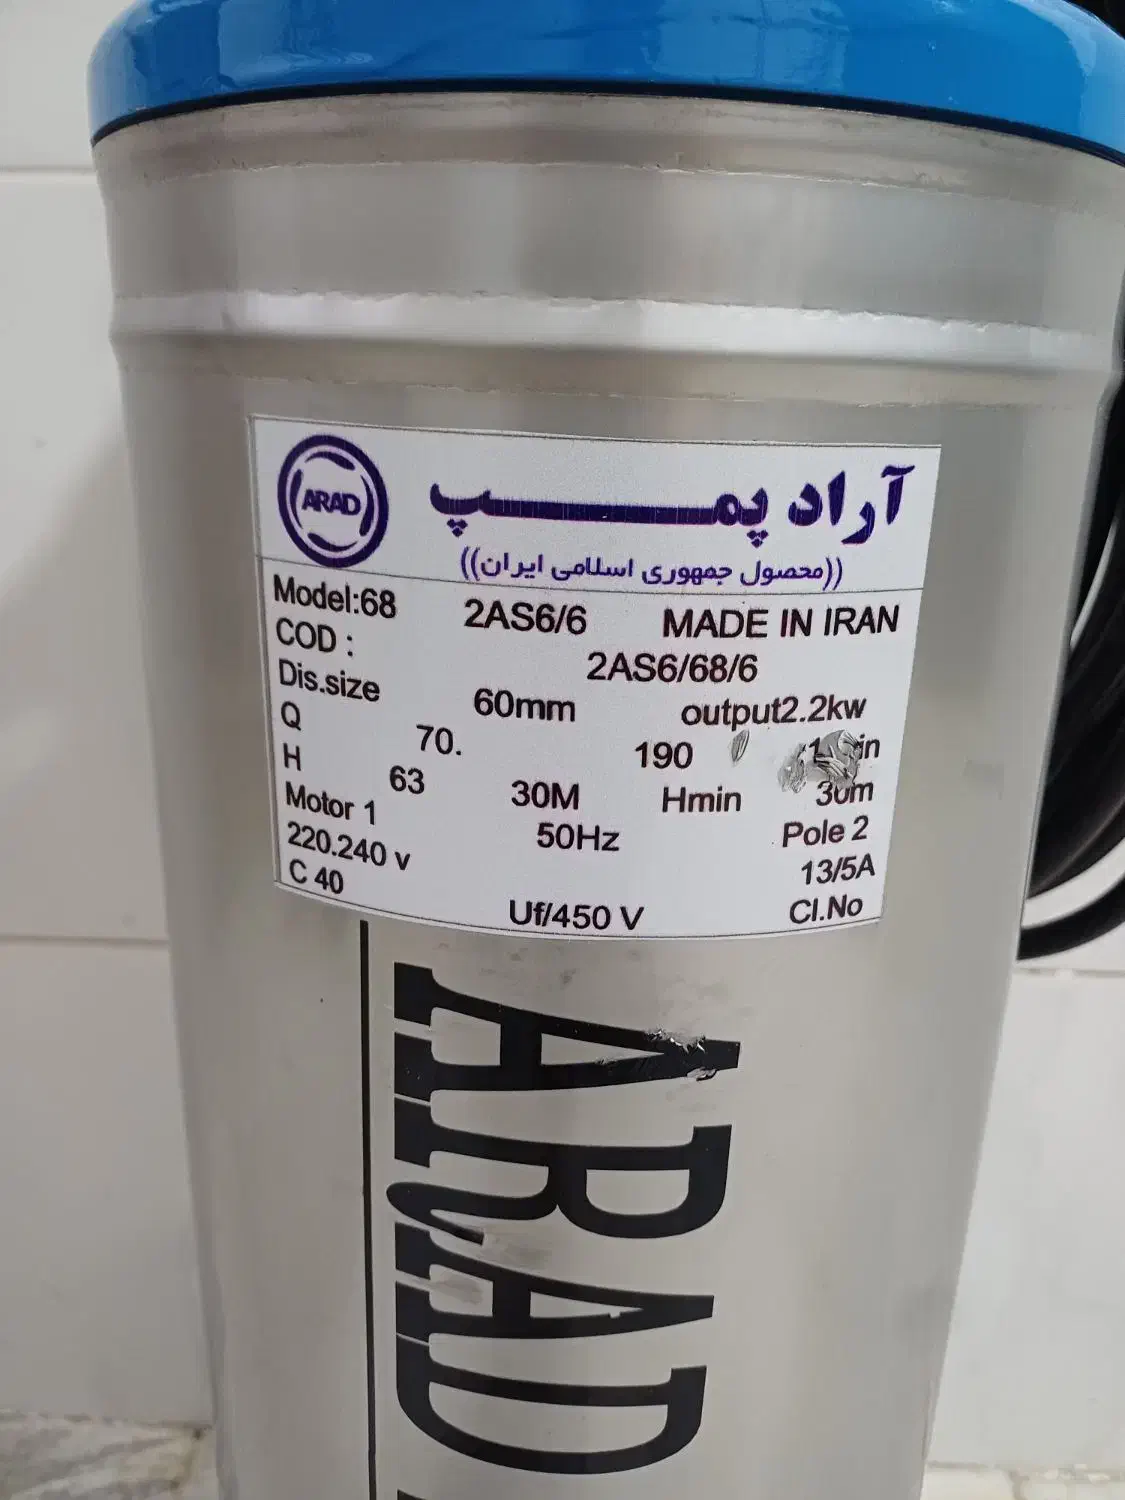 ARAD
آراد پمپ
((محصول جمهوری اسلامی ایران))
Model:68 2AS6/6 MADE IN IRAN
COD : 2AS6/68/6
Dis.size 60mm output2.2kw
Q 70. 190
H 63 30M Hmin 30m
Motor 1 50Hz Pole 2
220.240 v 13/5A
C 40 Uf/450 V Cl.No
ARAD